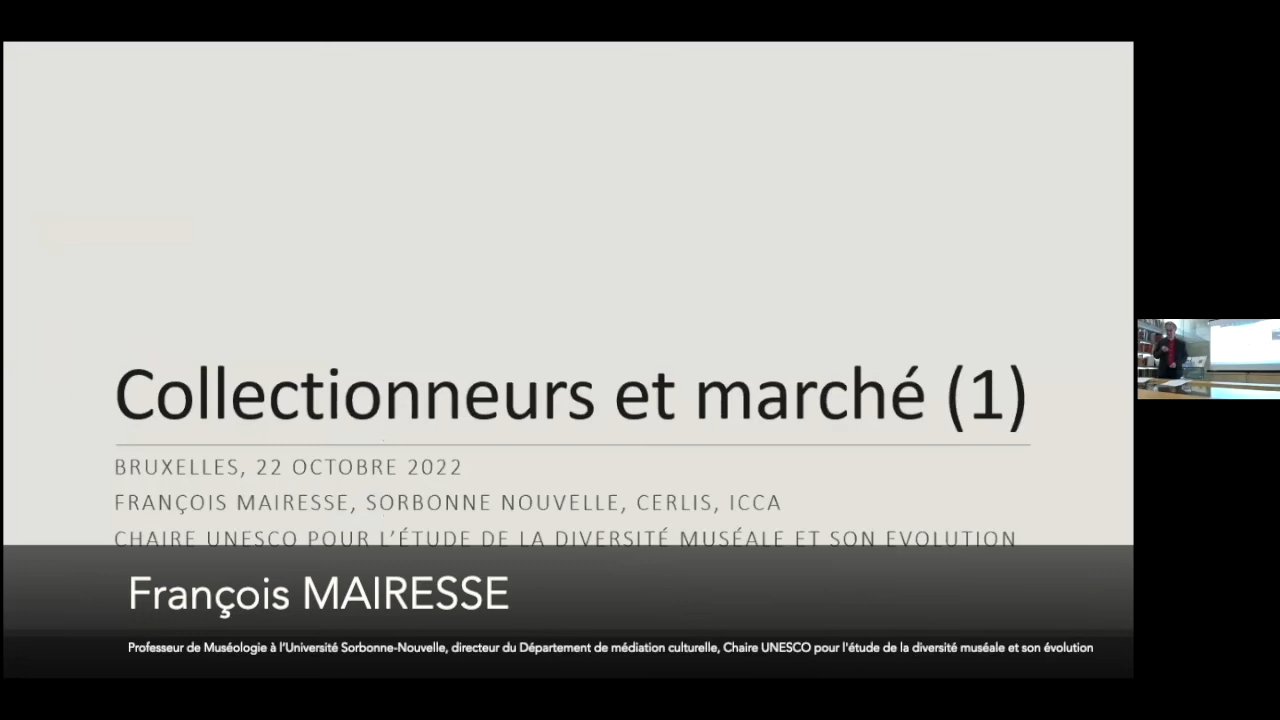 Collectionneurs et marché (1)
BRUXELLES, 22 OCTOBRE 2022
FRANÇOIS MAIRESSE, SORBONNE NOUVELLE, CERLIS, ICCA
CHAIRE UNESCO POUR L'ÉTUDE DE LA DIVERSITÉ MUSÉALE ET SON EVOLUTION
François MAIRESSE
Professeur de Muséologie à l'Université Sorbonne-Nouvelle, directeur du Département de médiation culturelle, Chaire UNESCO pour l'étude de la diversité muséale et son évolution